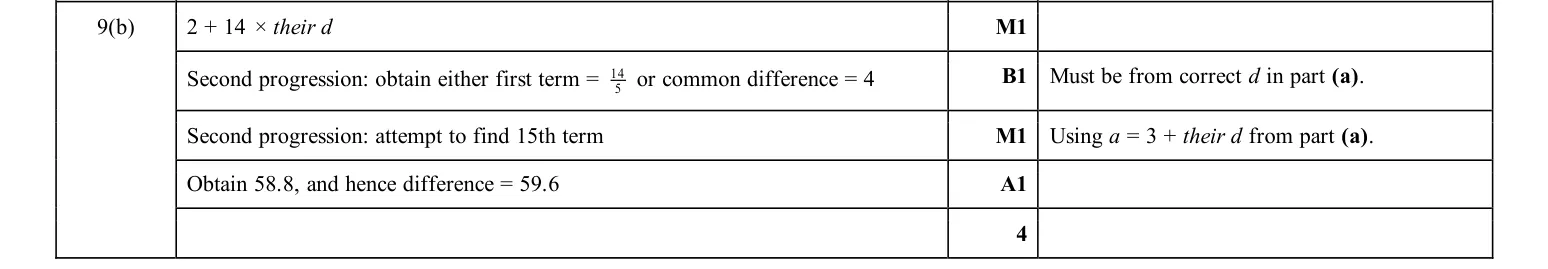 9(b) 2 + 14 × their d M1
Second progression: obtain either first term = 14/5 or common difference = 4 B1 Must be from correct d in part (a).
Second progression: attempt to find 15th term M1 Using a = 3 + their d from part (a).
Obtain 58.8, and hence difference = 59.6 A1
4